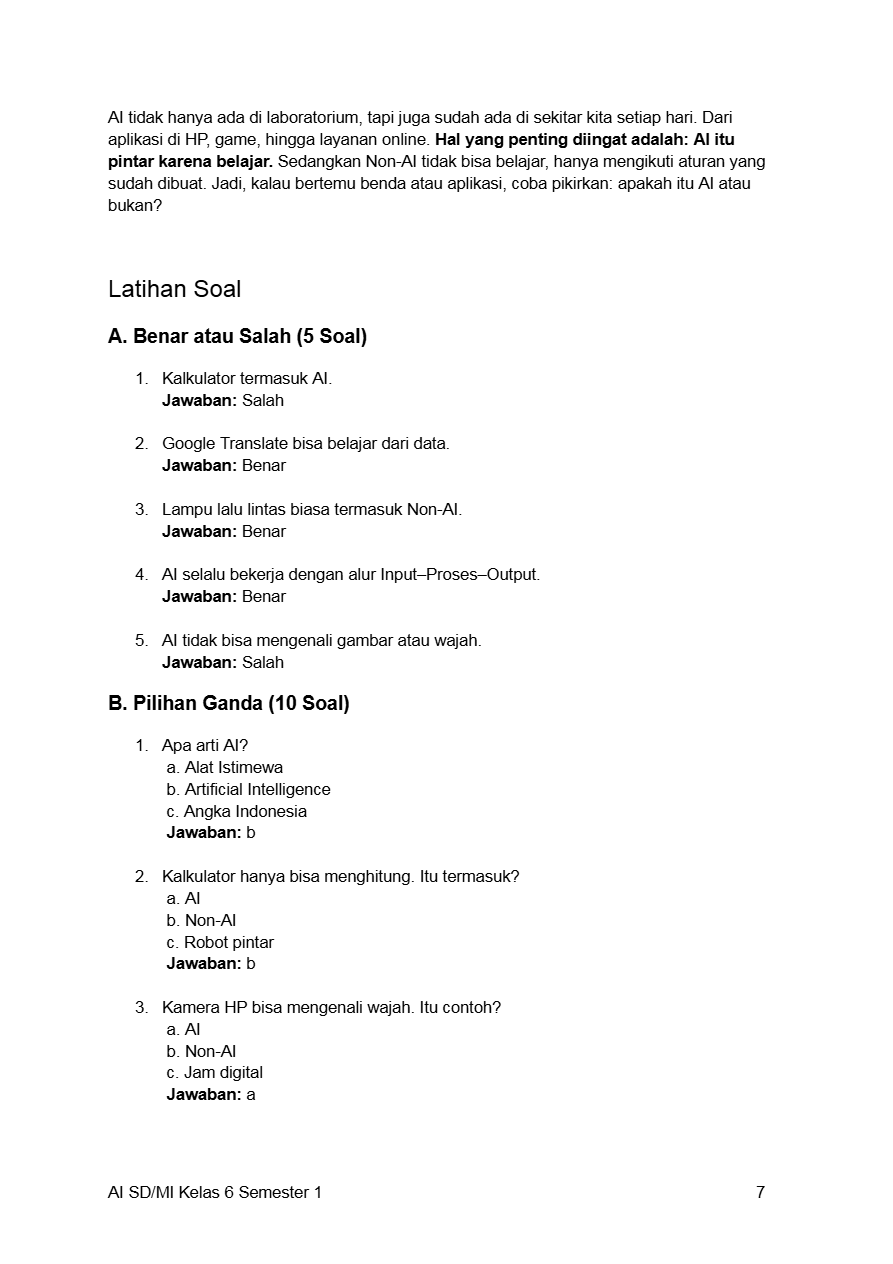 AI tidak hanya ada di laboratorium, tapi juga sudah ada di sekitar kita setiap hari. Dari
aplikasi di HP, game, hingga layanan online. Hal yang penting diingat adalah: AI itu
pintar karena belajar. Sedangkan Non-AI tidak bisa belajar, hanya mengikuti aturan yang
sudah dibuat. Jadi, kalau bertemu benda atau aplikasi, coba pikirkan: apakah itu AI atau
bukan?
Latihan Soal
A. Benar atau Salah (5 Soal)
1. Kalkulator termasuk AI.
Jawaban: Salah
2. Google Translate bisa belajar dari data.
Jawaban: Benar
3. Lampu lalu lintas biasa termasuk Non-AI.
Jawaban: Benar
4. AI selalu bekerja dengan alur Input–Proses–Output.
Jawaban: Benar
5. AI tidak bisa mengenali gambar atau wajah.
Jawaban: Salah
B. Pilihan Ganda (10 Soal)
1. Apa arti AI?
a. Alat Istimewa
b. Artificial Intelligence
c. Angka Indonesia
Jawaban: b
2. Kalkulator hanya bisa menghitung. Itu termasuk?
a. AI
b. Non-AI
c. Robot pintar
Jawaban: b
3. Kamera HP bisa mengenali wajah. Itu contoh?
a. AI
b. Non-AI
c. Jam digital
Jawaban: a
AI SD/MI Kelas 6 Semester 1 7